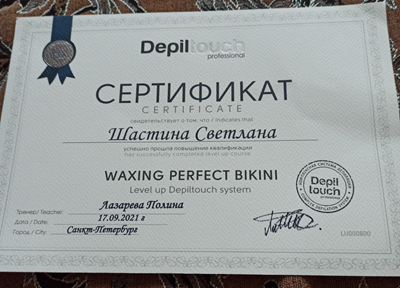 Depiltouch
professional
СЕРТИФИКАТ
CERTIFICATE
свидетельствует о том, что / Indicates that
Шастина Светлана
успешно прошла повышение квалификации
has successfully completed level up course
WAXING PERFECT BIKINI
Level up Depiltouch system
Тренер/Teacher: Лазарева Полина
Дата / Date: 17.09.2021 г
Город / City: Санкт-Петербург
Depil
touch
professional